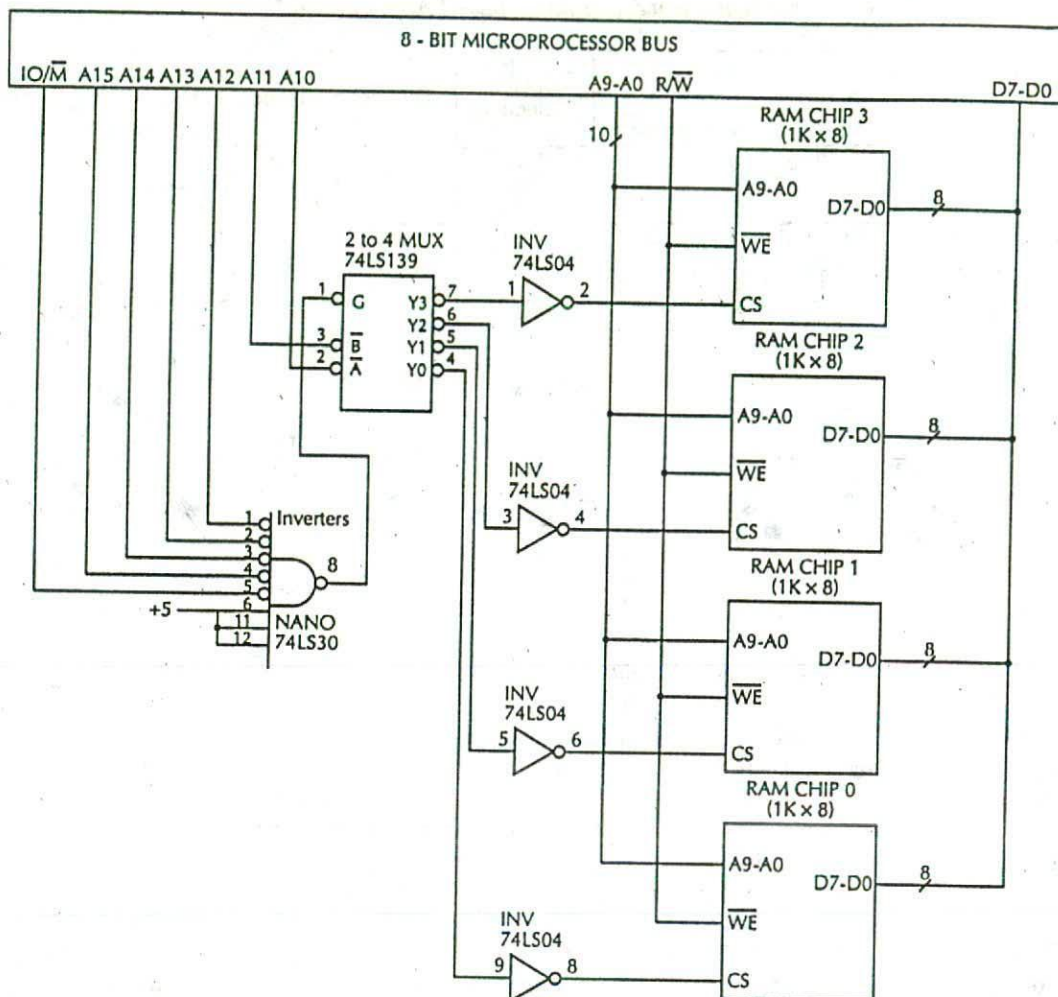 8 - BIT MICROPROCESSOR BUS
IO/M̅ A15 A14 A13 A12 A11 A10 A9-A0 R/W̅ D7-D0
RAM CHIP 3
(1K × 8)
10
A9-A0
D7-D0
8
W̅E̅
CS
2 to 4 MUX
74LS139
1
G
3
B̅
2
A̅
Y3
7
Y2
6
Y1
5
Y0
4
INV
74LS04
1
2
RAM CHIP 2
(1K × 8)
A9-A0
D7-D0
8
W̅E̅
CS
INV
74LS04
3
4
1
Inverters
2
3
4
5
8
+5
6
11
NANO
12
74LS30
RAM CHIP 1
(1K × 8)
A9-A0
D7-D0
8
W̅E̅
CS
INV
74LS04
5
6
RAM CHIP 0
(1K × 8)
A9-A0
D7-D0
8
W̅E̅
CS
INV
74LS04
9
8